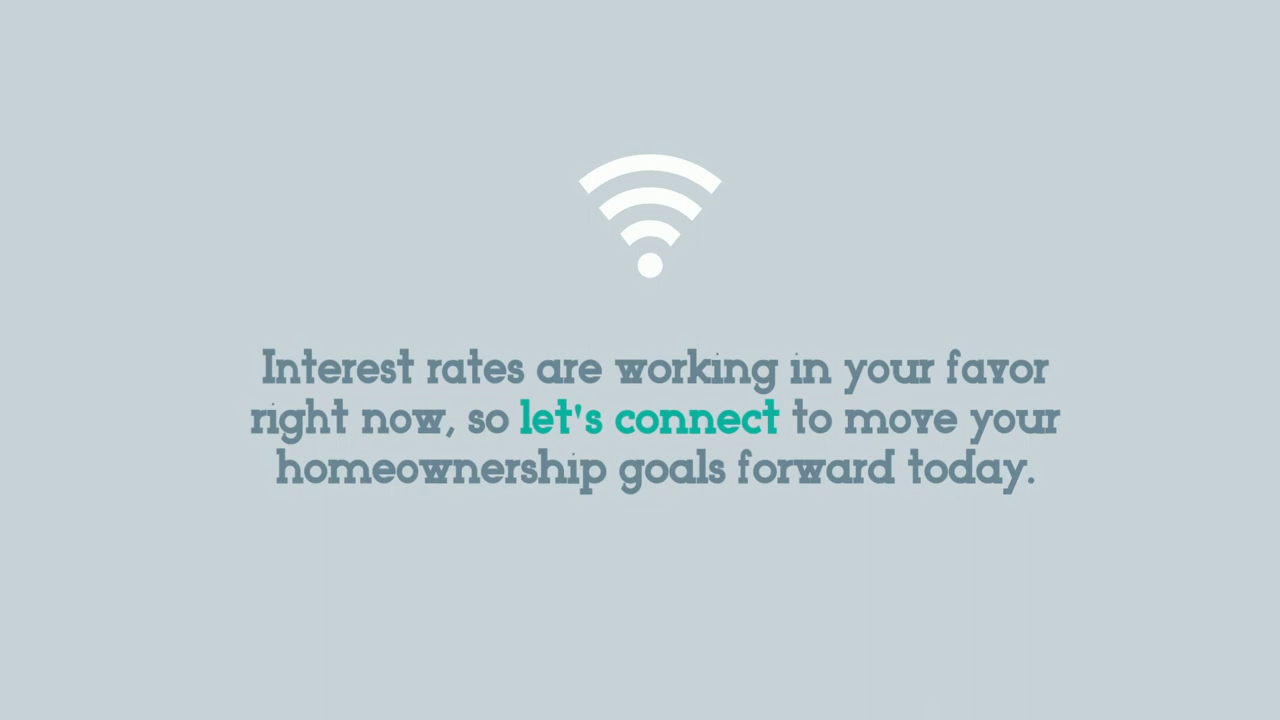 Interest rates are working in your favor
right now, so let's connect to move your
homeownership goals forward today.